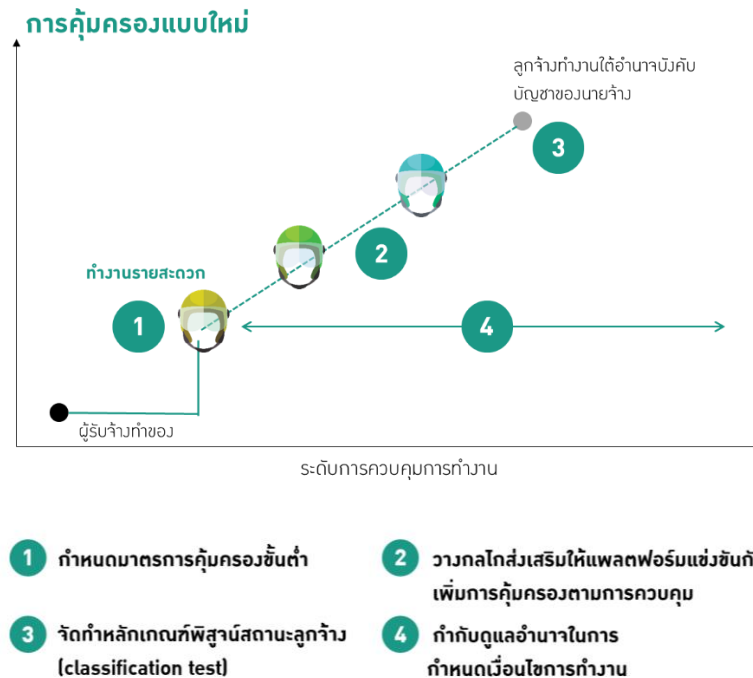 การคุ้มครองแบบใหม่
ลูกจ้างทำงานใต้อำนาจบังคับ
บัญชาของนายจ้าง
3
2
ทำงานรายสะดวก
1
4
ผู้รับจ้างทำของ
ระดับการควบคุมการทำงาน
1 กำหนดมาตรการคุ้มครองขั้นต่ำ
2 วางกลไกส่งเสริมให้แพลตฟอร์มแข่งขันกั
เพิ่มการคุ้มครองตามการควบคุม
3 จัดทำหลักเกณฑ์พิสูจน์สถานะลูกจ้าง
(classification test)
4 กำกับดูแลอำนาจในการ
กำหนดเงื่อนไขการทำงาน